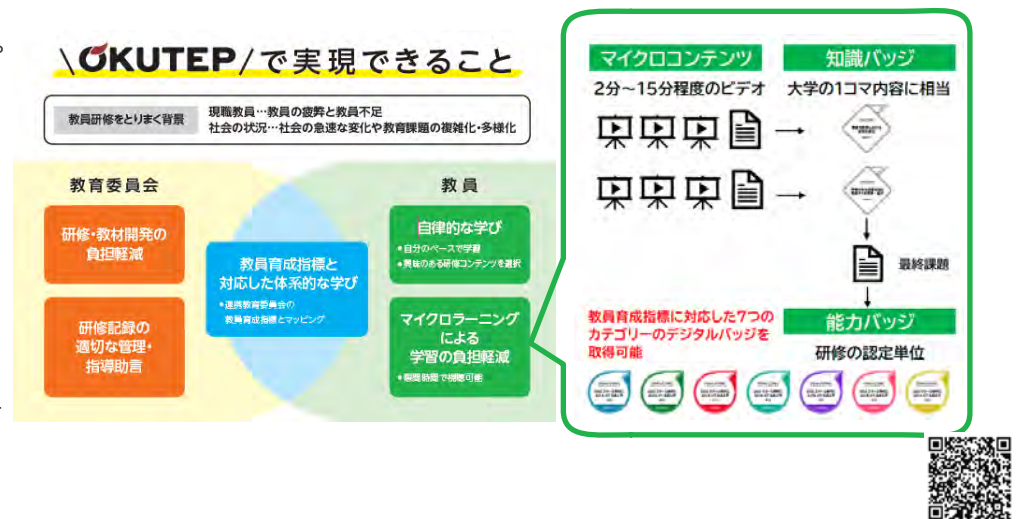 。
\OKUTEP/で実現できること
教員研修をとりまく背景
現職教員…教員の疲弊と教員不足
社会の状況…社会の急速な変化や教育課題の複雑化・多様化
教育委員会
教員
研修・教材開発の
負担軽減
研修記録の
適切な管理・
指導助言
教員育成指標と
対応した体系的な学び
•連携教育委員会の
教員育成指標とマッピング
自律的な学び
•自分のペースで学習
•興味のある研修コンテンツを選択
マイクロラーニング
による
学習の負担軽減
•隙間時間で視聴可能
マイクロコンテンツ
2分～15分程度のビデオ
知識バッジ
大学の1コマ内容に相当
最終課題
能力バッジ
研修の認定単位
教員育成指標に対応した7つの
カテゴリーのデジタルバッジを
取得可能